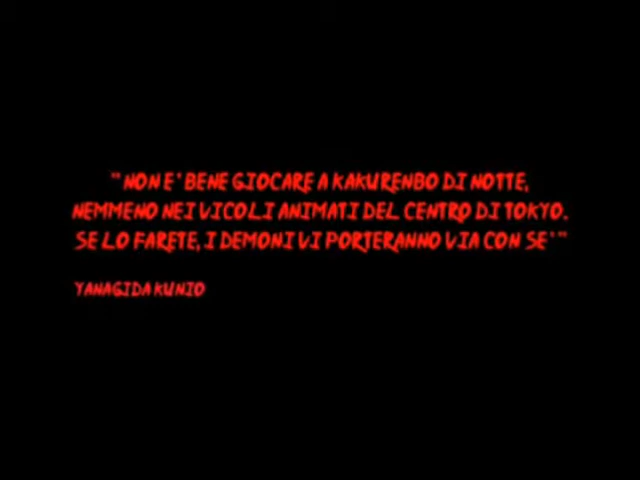 "NON E' BENE GIOCARE A KAKURENBO DI NOTTE,
NEMMENO NEI VICOLI ANIMATI DEL CENTRO DI TOKYO.
SE LO FARETE, I DEMONI VI PORTERANNO VIA CON SE'"
YANAGIDA KUNIO